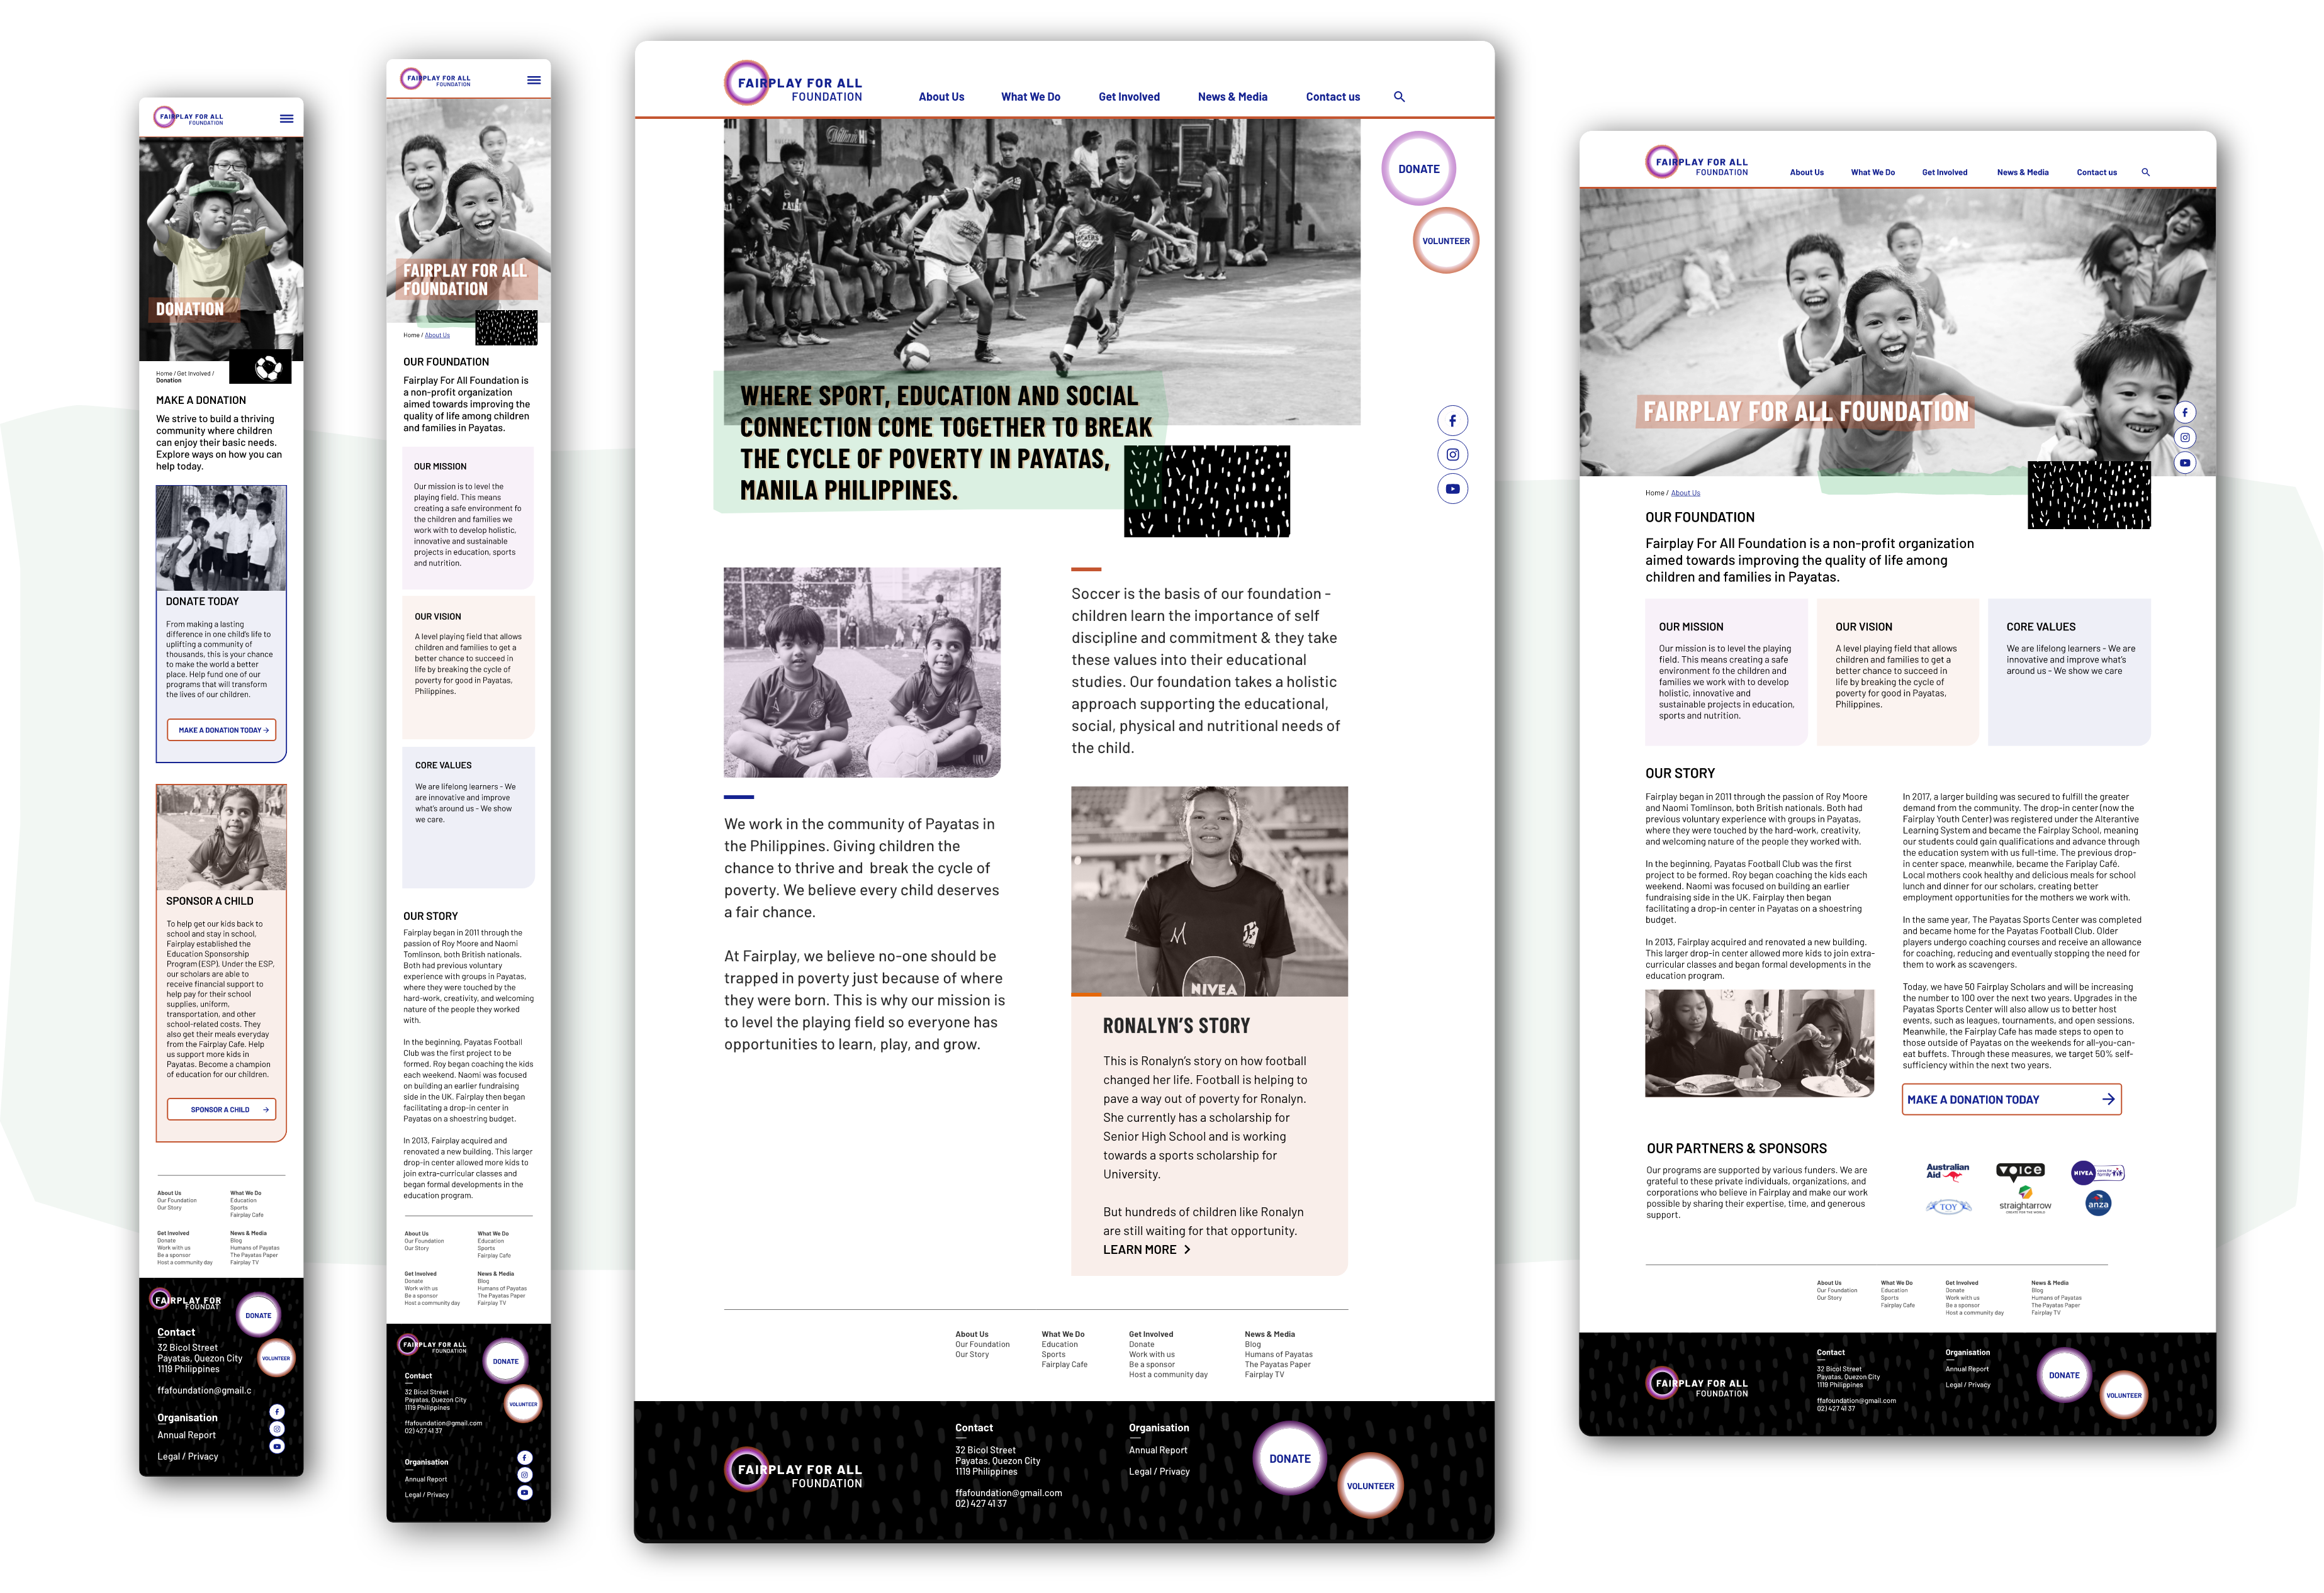 FAIRPLAY FOR ALL
FOUNDATION
DONATION
Home / Get Involved /
Donation
MAKE A DONATION
We strive to build a thriving
community where children
can enjoy their basic needs.
Explore ways on how you can
help today.
DONATE TODAY
From making a lasting
difference in one child's life to
uplifting a community of
thousands, this is your chance
to make the world a better
place. Help fund one of our
programs that will transform
the lives of our children.
MAKE A DONATION TODAY
SPONSOR A CHILD
To help get our kids back to
school and stay in school,
Fairplay established the
Education Sponsorship
Program (ESP). Under the ESP,
our scholars are able to
receive financial support to
help pay for their school
supplies, uniform,
transportation, and other
school-related costs. They
also get their meals everyday
from the Fairplay Cafe. Help
us support more kids in
Payatas. Become a champion
of education for our children.
SPONSOR A CHILD
About Us
Our Foundation
Our Story
What We Do
Education
Sports
Fairplay Cafe
Get Involved
Donate
Work with us
Be a sponsor
Host a community day
News & Media
Blog
Humans of Payatas
The Payatas Paper
Fairplay TV
FAIRPLAY FOR
FOUNDAT
DONATE
VOLUNTEER
Contact
32 Bicol Street
Payatas, Quezon City
1119 Philippines
ffafoundation@gmail.c
Organisation
Annual Report
Legal / Privacy
FAIRPLAY FOR ALL
FOUNDATION
FAIRPLAY FOR ALL
FOUNDATION
Home / About Us
OUR FOUNDATION
Fairplay For All Foundation is
a non-profit organization
aimed towards improving the
quality of life among children
and families in Payatas.
OUR MISSION
Our mission is to level the
playing field. This means
creating a safe environment fo
the children and families we
work with to develop holistic,
innovative and sustainable
projects in education, sports
and nutrition.
OUR VISION
A level playing field that allows
children and families to get a
better chance to succeed in
life by breaking the cycle of
poverty for good in Payatas,
Philippines.
CORE VALUES
We are lifelong learners - We
are innovative and improve
what's around us - We show
we care.
OUR STORY
Fairplay began in 2011 through the
passion of Roy Moore and Naomi
Tomlinson, both British nationals.
Both had previous voluntary
experience with groups in Payatas,
where they were touched by the
hard-work, creativity, and welcoming
nature of the people they worked
with.
In the beginning, Payatas Football
Club was the first project to be
formed. Roy began coaching the kids
each weekend. Naomi was focused
on building an earlier fundraising
side in the UK. Fairplay then began
facilitating a drop-in center in
Payatas on a shoestring budget.
In 2013, Fairplay acquired and
renovated a new building. This larger
drop-in center allowed more kids to
join extra-curricular classes and
began formal developments in the
education program.
About Us
Our Foundation
Our Story
What We Do
Education
Sports
Fairplay Cafe
Get Involved
Donate
Work with us
Be a sponsor
Host a community day
News & Media
Blog
Humans of Payatas
The Payatas Paper
Fairplay TV
FAIRPLAY FOR ALL
FOUNDATION
DONATE
VOLUNTEER
Contact
32 Bicol Street
Payatas, Quezon City
1119 Philippines
ffafoundation@gmail.com
02) 427 41 37
Organisation
Annual Report
Legal / Privacy
FAIRPLAY FOR ALL
FOUNDATION
About Us
What We Do
Get Involved
News & Media
Contact us
DONATE
VOLUNTEER
WHERE SPORT, EDUCATION AND SOCIAL
CONNECTION COME TOGETHER TO BREAK
THE CYCLE OF POVERTY IN PAYATAS,
MANILA PHILIPPINES.
We work in the community of Payatas in
the Philippines. Giving children the
chance to thrive and break the cycle of
poverty. We believe every child deserves
a fair chance.
At Fairplay, we believe no-one should be
trapped in poverty just because of where
they were born. This is why our mission is
to level the playing field so everyone has
opportunities to learn, play, and grow.
Soccer is the basis of our foundation -
children learn the importance of self
discipline and commitment & they take
these values into their educational
studies. Our foundation takes a holistic
approach supporting the educational,
social, physical and nutritional needs of
the child.
NIVEA
RONALYN'S STORY
This is Ronalyn's story on how football
changed her life. Football is helping to
pave a way out of poverty for Ronalyn.
She currently has a scholarship for
Senior High School and is working
towards a sports scholarship for
University.
But hundreds of children like Ronalyn
are still waiting for that opportunity.
LEARN MORE
About Us
Our Foundation
Our Story
What We Do
Education
Sports
Fairplay Cafe
Get Involved
Donate
Work with us
Be a sponsor
Host a community day
News & Media
Blog
Humans of Payatas
The Payatas Paper
Fairplay TV
FAIRPLAY FOR ALL
FOUNDATION
Contact
32 Bicol Street
Payatas, Quezon City
1119 Philippines
ffafoundation@gmail.com
02) 427 41 37
Organisation
Annual Report
Legal / Privacy
DONATE
VOLUNTEER
FAIRPLAY FOR ALL
FOUNDATION
About Us
What We Do
Get Involved
News & Media
Contact us
FAIRPLAY FOR ALL FOUNDATION
Home / About Us
OUR FOUNDATION
Fairplay For All Foundation is a non-profit organization
aimed towards improving the quality of life among
children and families in Payatas.
OUR MISSION
Our mission is to level the playing
field. This means creating a safe
environment fo the children and
families we work with to develop
holistic, innovative and
sustainable projects in education,
sports and nutrition.
OUR VISION
A level playing field that allows
children and families to get a
better chance to succeed in
life by breaking the cycle of
poverty for good in Payatas,
Philippines.
CORE VALUES
We are lifelong learners - We are
innovative and improve what's
around us - We show we care
OUR STORY
Fairplay began in 2011 through the passion of Roy Moore
and Naomi Tomlinson, both British nationals. Both had
previous voluntary experience with groups in Payatas,
where they were touched by the hard-work, creativity,
and welcoming nature of the people they worked with.
In the beginning, Payatas Football Club was the first
project to be formed. Roy began coaching the kids each
weekend. Naomi was focused on building an earlier
fundraising side in the UK. Fairplay then began
facilitating a drop-in center in Payatas on a shoestring
budget.
In 2013, Fairplay acquired and renovated a new building.
This larger drop-in center allowed more kids to join extra-
curricular classes and began formal developments in the
education program.
In 2017, a larger building was secured to fulfill the greater
demand from the community. The drop-in center (now the
Fairplay Youth Center) was registered under the Alterantive
Learning System and became the Fairplay School, meaning
our students could gain qualifications and advance through
the education system with us full-time. The previous drop-
in center space, meanwhile, became the Fariplay Café.
Local mothers cook healthy and delicious meals for school
lunch and dinner for our scholars, creating better
employment opportunities for the mothers we work with.
In the same year, The Payatas Sports Center was completed
and became home for the Payatas Football Club. Older
players undergo coaching courses and receive an allowance
for coaching, reducing and eventually stopping the need for
them to work as scavengers.
Today, we have 50 Fairplay Scholars and will be increasing
the number to 100 over the next two years. Upgrades in the
Payatas Sports Center will also allow us to better host
events, such as leagues, tournaments, and open sessions.
Meanwhile, the Fairplay Cafe has made steps to open to
those outside of Payatas on the weekends for all-you-can-
eat buffets. Through these measures, we target 50% self-
sufficiency within the next two years.
MAKE A DONATION TODAY
OUR PARTNERS & SPONSORS
Our programs are supported by various funders. We are
grateful to these private individuals, organizations, and
corporations who believe in Fairplay and make our work
possible by sharing their expertise, time, and generous
support.
Australian
Aid
VOICE
NIVEA
TOY
straightarrow
anza
About Us
Our Foundation
Our Story
What We Do
Education
Sports
Fairplay Cafe
Get Involved
Donate
Work with us
Be a sponsor
Host a community day
News & Media
Blog
Humans of Payatas
The Payatas Paper
Fairplay TV
FAIRPLAY FOR ALL
FOUNDATION
Contact
32 Bicol Street
Payatas, Quezon City
1119 Philippines
ffafoundation@gmail.com
02) 427 41 37
Organisation
Annual Report
Legal / Privacy
DONATE
VOLUNTEER